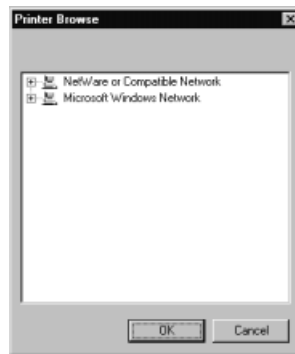 Printer Browse
NetWare or Compatible Network
Microsoft Windows Network
OK
Cancel